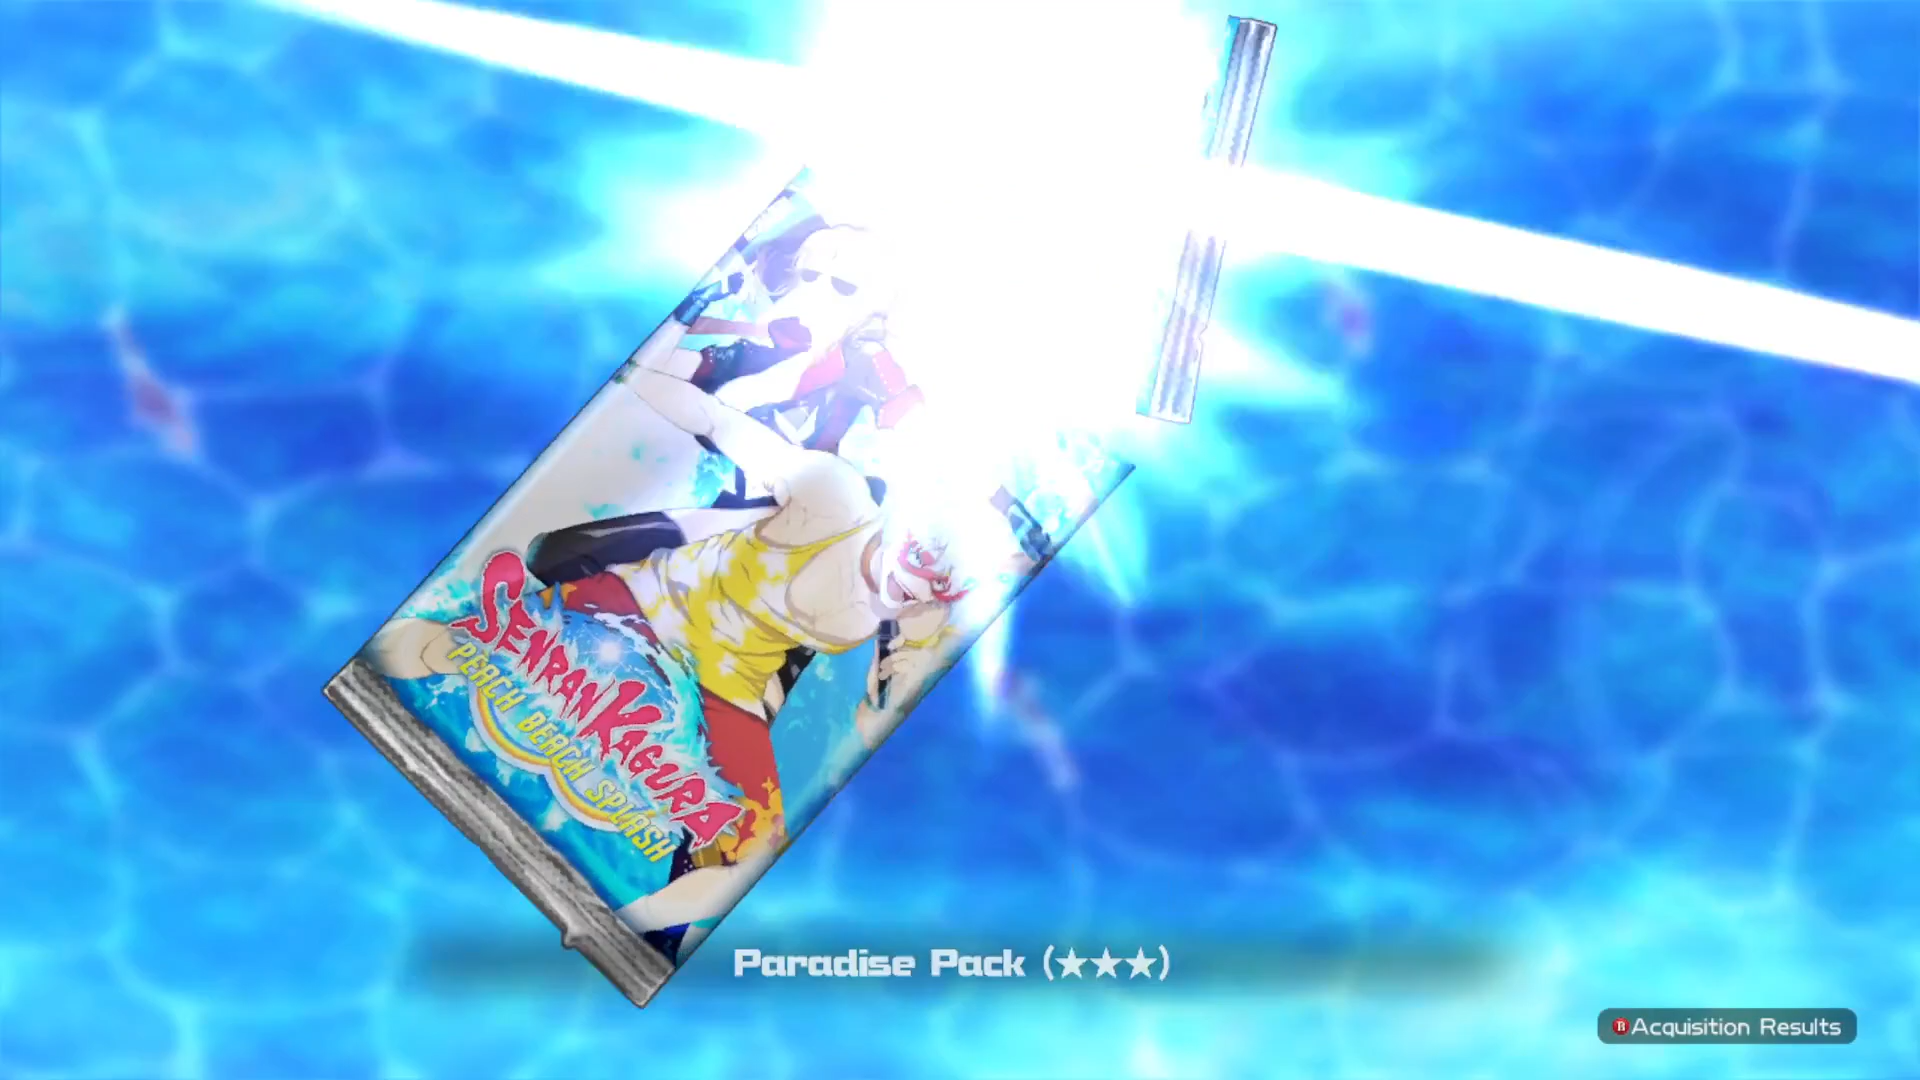 SENRAN KAGURA
PEACH BEACH SPLASH
Paradise Pack (★★★)
B Acquisition Results